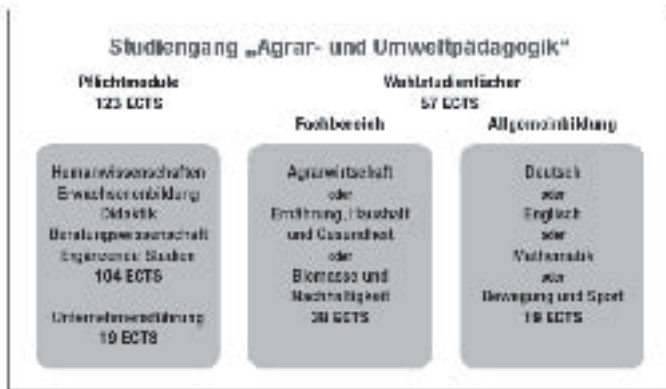 Studiengang „Agrar- und Umweltpädagogik“
Pflichtmodule
123 ECTS
Humanwissenschaften
Erwachsenenbildung
Didaktik
Beratungswissenschaft
Ergänzende Studien
104 ECTS
Unternehmensführung
19 ECTS
Wahlstudienfächer
57 ECTS
Fachbereich
Agrarwirtschaft
oder
Ernährung, Haushalt
und Gesundheit
oder
Biomasse und
Nachhaltigkeit
38 ECTS
Allgemeinbildung
Deutsch
oder
Englisch
oder
Mathematik
oder
Bewegung und Sport
19 ECTS